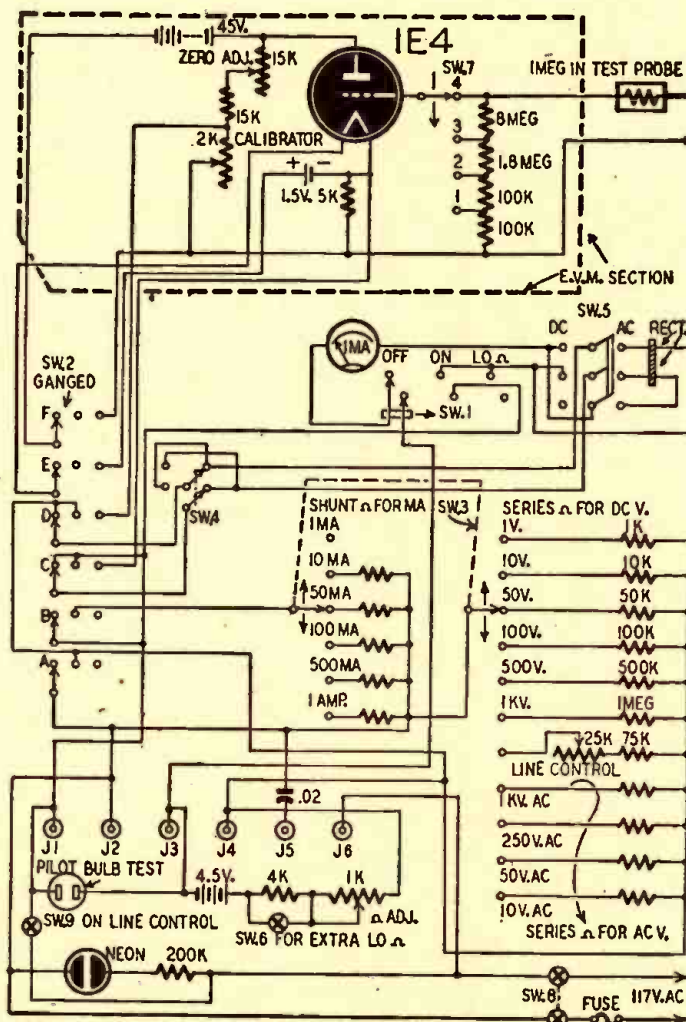 45V.
1E4
ZERO ADJ.
15K
SW.7
1MEG IN TEST PROBE
1
4
15K
8MEG
.2K
CALIBRATOR
3
1.8MEG
+ -
2
1.5V.
5K
100K
1
100K
E.V.M. SECTION
SW.5
DC
AC
RECT.
1MA
OFF
ON
LO Ω
SW.2
GANGED
SW.1
F
E
SHUNT Ω FOR MA
SW.3
SERIES Ω FOR DC V.
D
SW.4
1MA
1V.
1K
10 MA
10V.
10K
C
50MA
50V.
50K
B
100 MA
100V.
100K
A
500MA
500V.
500K
1 AMP.
1KV.
1MEG
25K
75K
LINE CONTROL
.02
1KV. AC
J1
J2
J3
J4
J5
J6
250V.AC
PILOT BULB TEST
4.5V.
4K
1K
50V.AC
Ω ADJ.
10V.AC
SW.9 ON LINE CONTROL
SW.6 FOR EXTRA LO Ω
SERIES Ω FOR AC V.
NEON
200K
SW.8
FUSE
117V.AC